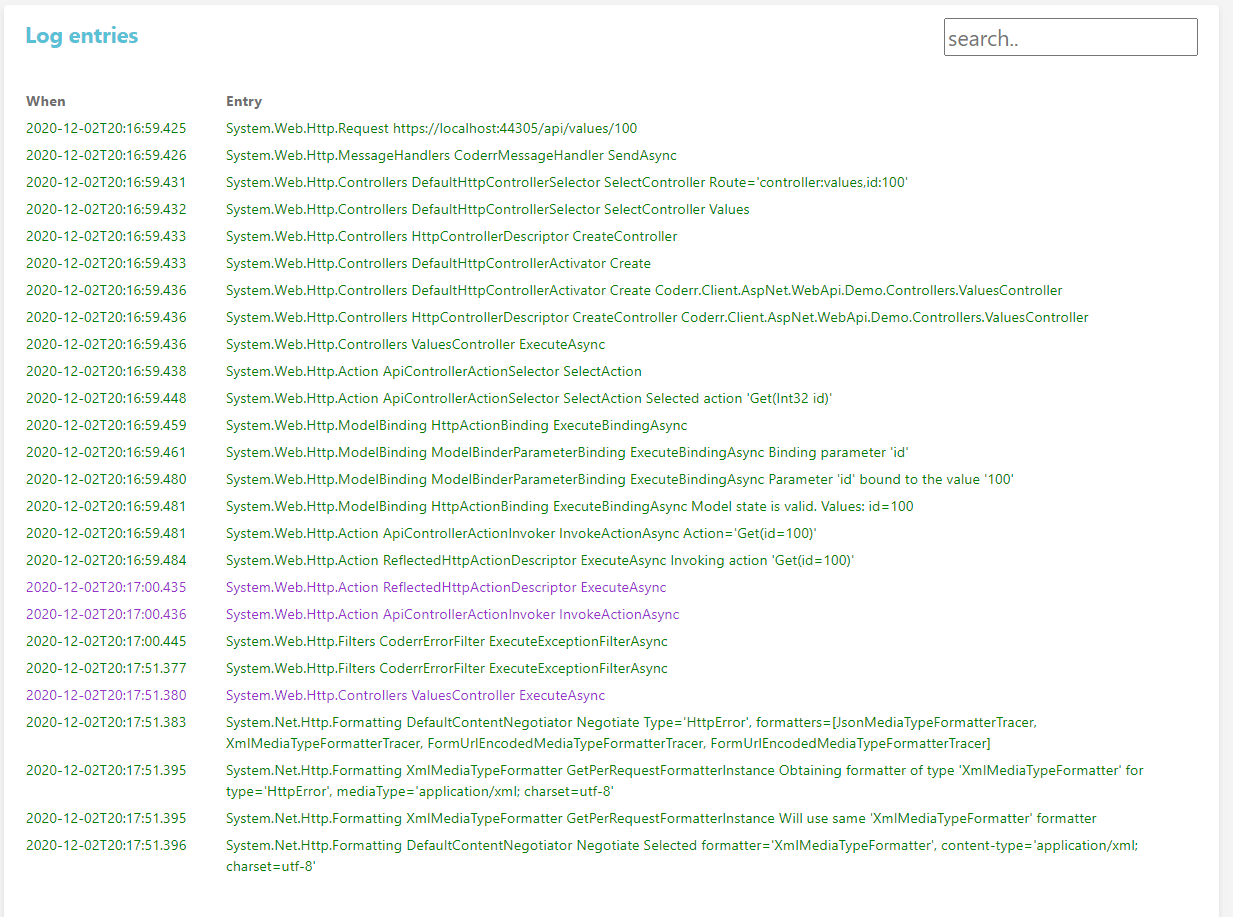 Log entries
search..
When Entry
2020-12-02T20:16:59.425 System.Web.Http.Request https://localhost:44305/api/values/100
2020-12-02T20:16:59.426 System.Web.Http.MessageHandlers CoderrMessageHandler SendAsync
2020-12-02T20:16:59.431 System.Web.Http.Controllers DefaultHttpControllerSelector SelectController Route='controller:values,id:100'
2020-12-02T20:16:59.432 System.Web.Http.Controllers DefaultHttpControllerSelector SelectController Values
2020-12-02T20:16:59.433 System.Web.Http.Controllers HttpControllerDescriptor CreateController
2020-12-02T20:16:59.433 System.Web.Http.Controllers DefaultHttpControllerActivator Create
2020-12-02T20:16:59.436 System.Web.Http.Controllers DefaultHttpControllerActivator Create Coderr.Client.AspNet.WebApi.Demo.Controllers.ValuesController
2020-12-02T20:16:59.436 System.Web.Http.Controllers HttpControllerDescriptor CreateController Coderr.Client.AspNet.WebApi.Demo.Controllers.ValuesController
2020-12-02T20:16:59.436 System.Web.Http.Controllers ValuesController ExecuteAsync
2020-12-02T20:16:59.438 System.Web.Http.Action ApiControllerActionSelector SelectAction
2020-12-02T20:16:59.448 System.Web.Http.Action ApiControllerActionSelector SelectAction Selected action 'Get(Int32 id)'
2020-12-02T20:16:59.459 System.Web.Http.ModelBinding HttpActionBinding ExecuteBindingAsync
2020-12-02T20:16:59.461 System.Web.Http.ModelBinding ModelBinderParameterBinding ExecuteBindingAsync Binding parameter 'id'
2020-12-02T20:16:59.480 System.Web.Http.ModelBinding ModelBinderParameterBinding ExecuteBindingAsync Parameter 'id' bound to the value '100'
2020-12-02T20:16:59.481 System.Web.Http.ModelBinding HttpActionBinding ExecuteBindingAsync Model state is valid. Values: id=100
2020-12-02T20:16:59.481 System.Web.Http.Action ApiControllerActionInvoker InvokeActionAsync Action='Get(id=100)'
2020-12-02T20:16:59.484 System.Web.Http.Action ReflectedHttpActionDescriptor ExecuteAsync Invoking action 'Get(id=100)'
2020-12-02T20:17:00.435 System.Web.Http.Action ReflectedHttpActionDescriptor ExecuteAsync
2020-12-02T20:17:00.436 System.Web.Http.Action ApiControllerActionInvoker InvokeActionAsync
2020-12-02T20:17:00.445 System.Web.Http.Filters CoderrErrorFilter ExecuteExceptionFilterAsync
2020-12-02T20:17:51.377 System.Web.Http.Filters CoderrErrorFilter ExecuteExceptionFilterAsync
2020-12-02T20:17:51.380 System.Web.Http.Controllers ValuesController ExecuteAsync
2020-12-02T20:17:51.383 System.Net.Http.Formatting DefaultContentNegotiator Negotiate Type='HttpError', formatters=[JsonMediaTypeFormatterTracer,
XmlMediaTypeFormatterTracer, FormUrlEncodedMediaTypeFormatterTracer, FormUrlEncodedMediaTypeFormatterTracer]
2020-12-02T20:17:51.395 System.Net.Http.Formatting XmlMediaTypeFormatter GetPerRequestFormatterInstance Obtaining formatter of type 'XmlMediaTypeFormatter' for
type='HttpError', mediaType='application/xml; charset=utf-8'
2020-12-02T20:17:51.395 System.Net.Http.Formatting XmlMediaTypeFormatter GetPerRequestFormatterInstance Will use same 'XmlMediaTypeFormatter' formatter
2020-12-02T20:17:51.396 System.Net.Http.Formatting DefaultContentNegotiator Negotiate Selected formatter='XmlMediaTypeFormatter', content-type='application/xml;
charset=utf-8'